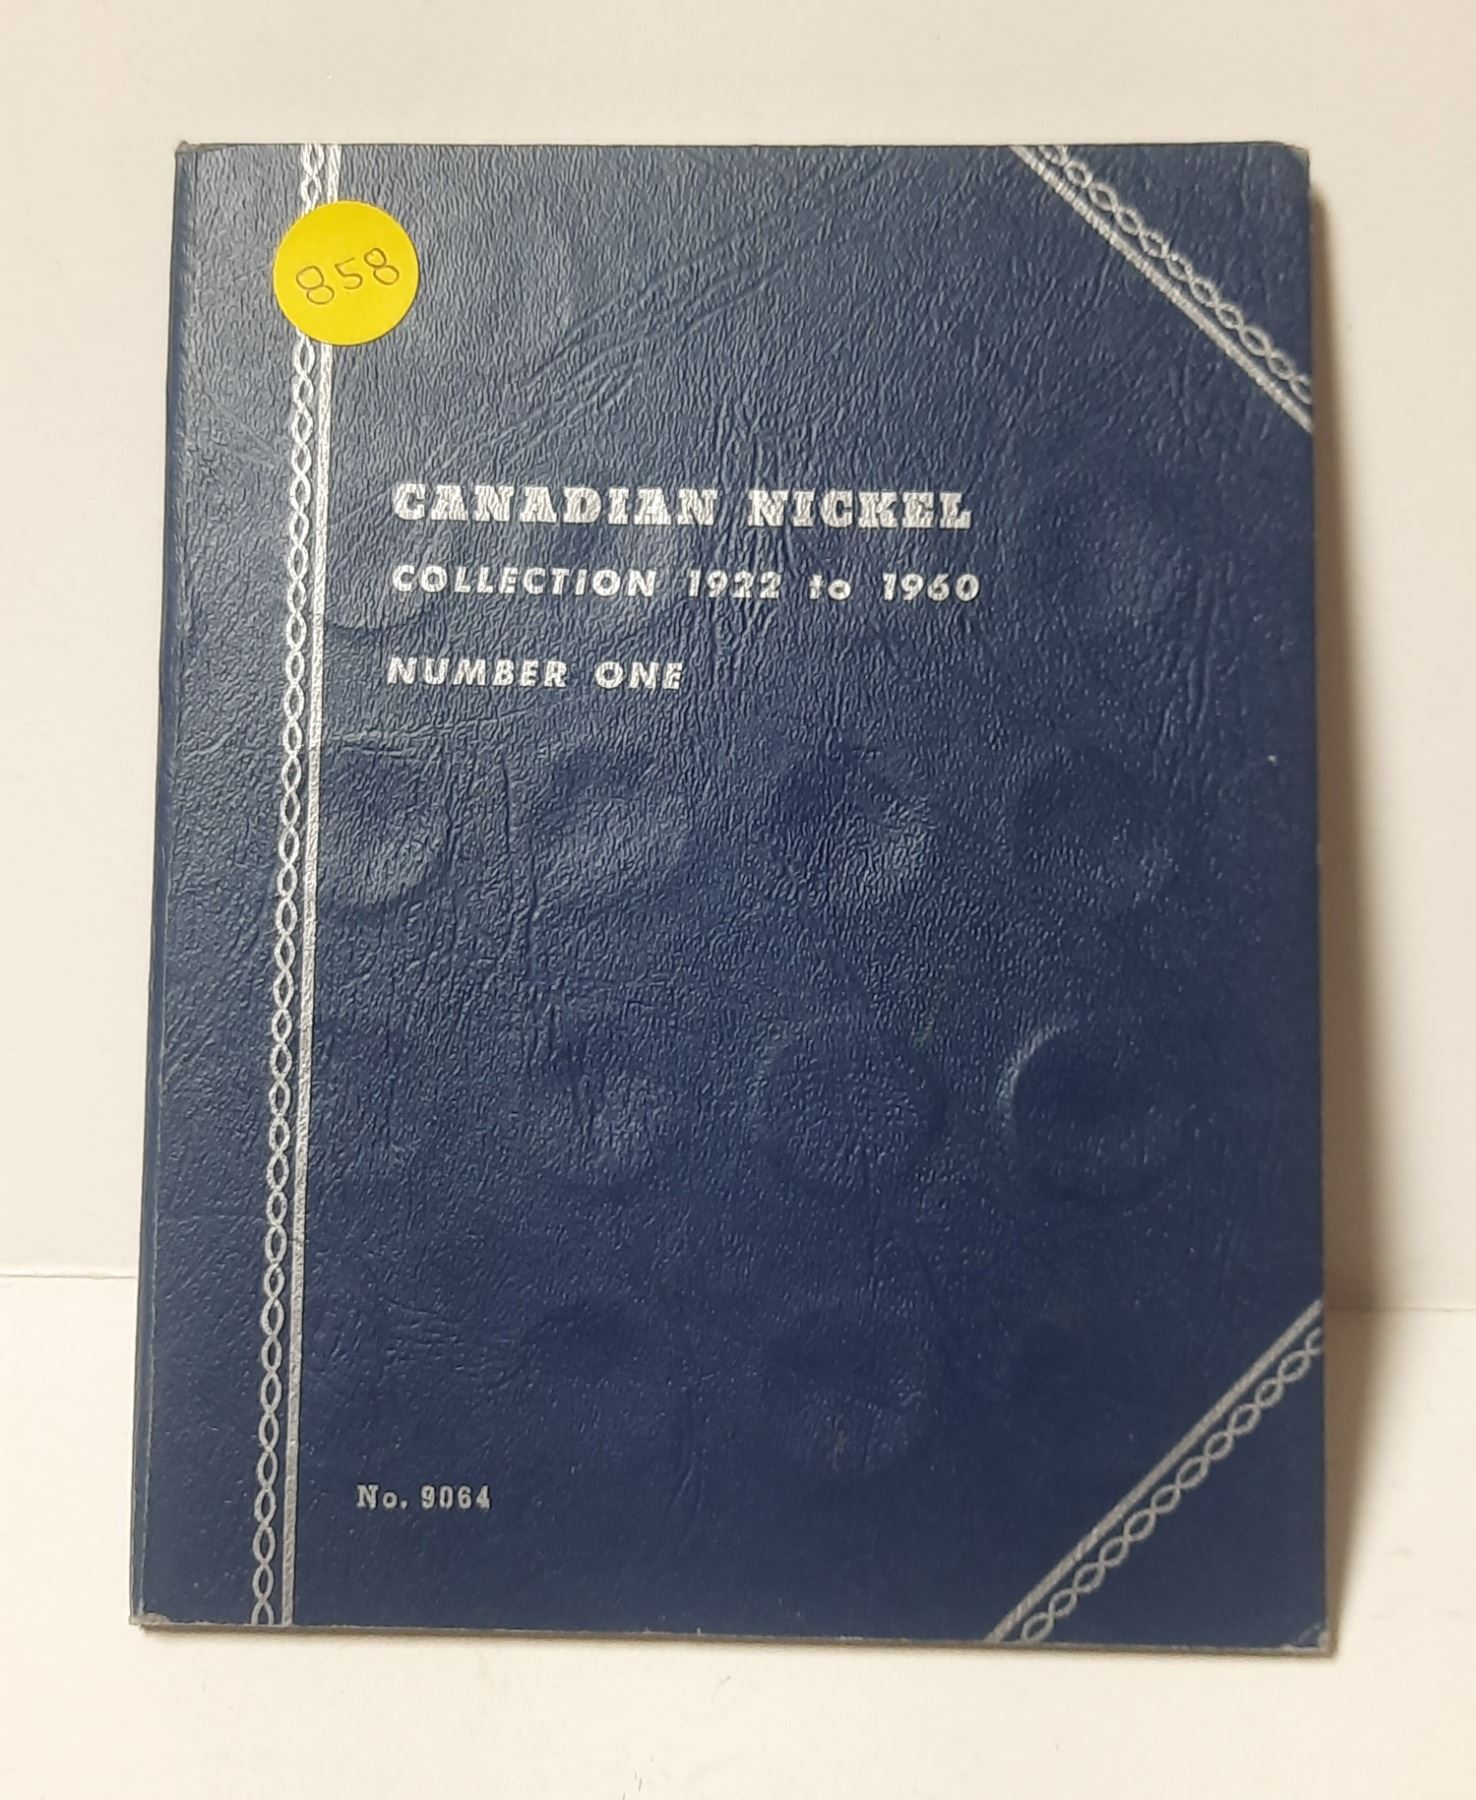 858
CANADIAN NICKEL
COLLECTION 1922 to 1960
NUMBER ONE
No. 9064